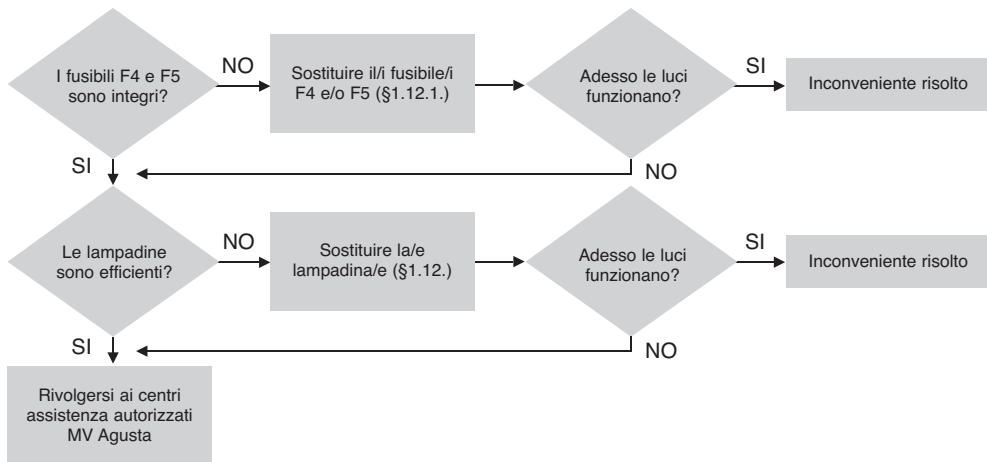 I fusibili F4 e F5
sono integri?
NO
Sostituire il/i fusibile/i
F4 e/o F5 (§1.12.1.)
Adesso le luci
funzionano?
SI
Inconveniente risolto
SI
NO
Le lampadine
sono efficienti?
NO
Sostituire la/e
lampadina/e (§1.12.)
Adesso le luci
funzionano?
SI
Inconveniente risolto
SI
NO
Rivolgersi ai centri
assistenza autorizzati
MV Agusta